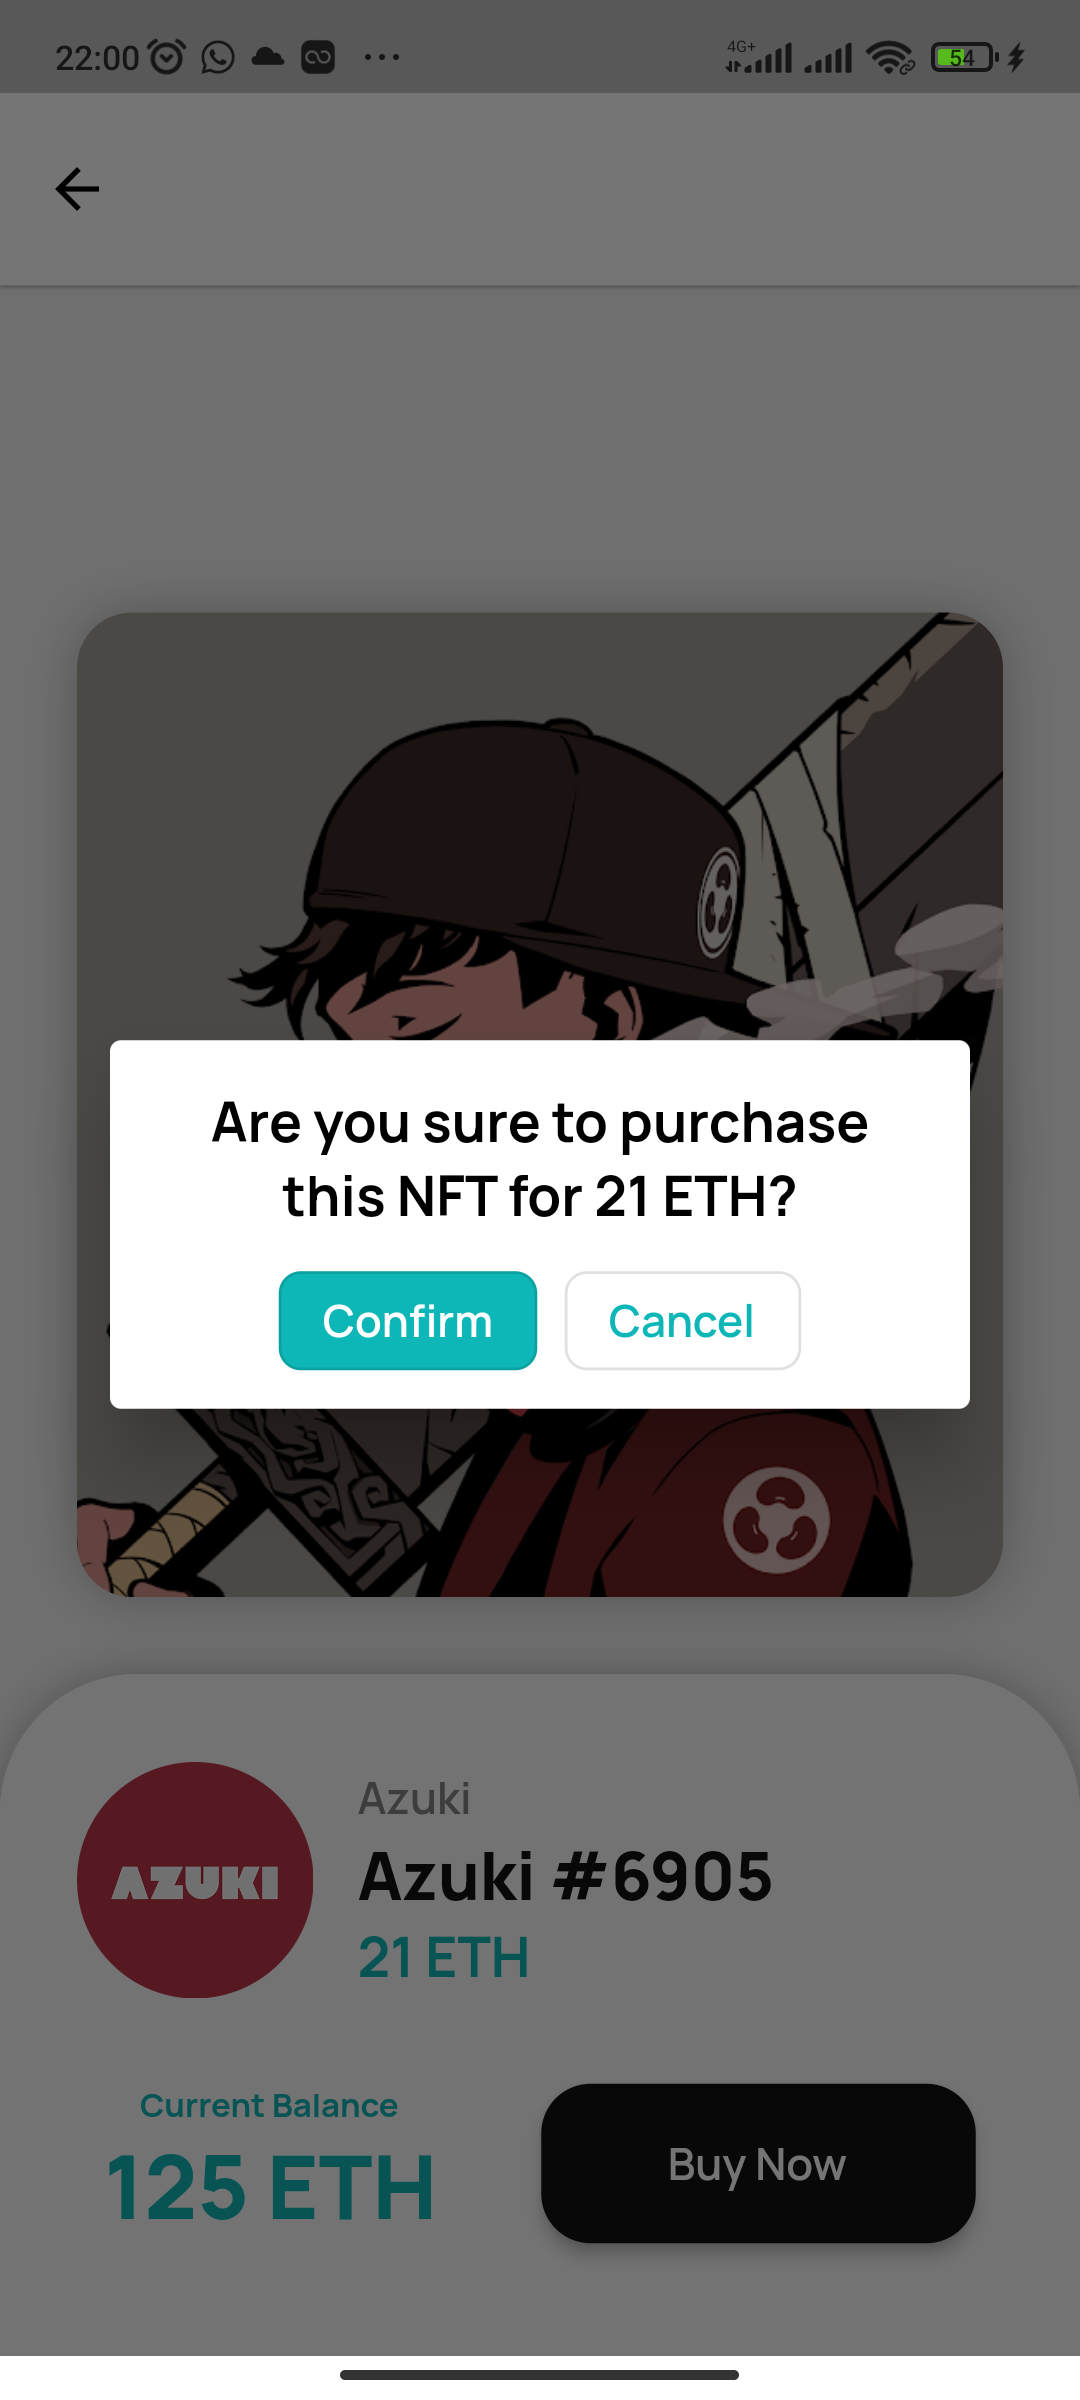 22:00
4G+
54
Are you sure to purchase
this NFT for 21 ETH?
Confirm
Cancel
AZUKI
Azuki
Azuki #6905
21 ETH
Current Balance
125 ETH
Buy Now